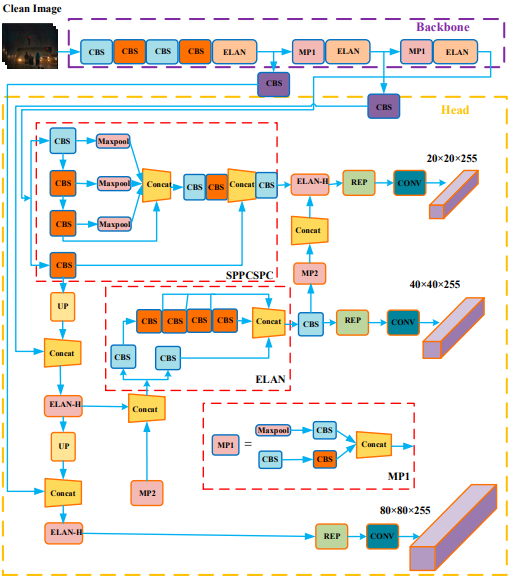 Clean Image
Backbone
CBS CBS CBS CBS ELAN MP1 ELAN MP1 ELAN
CBS
CBS
Head
CBS Maxpool
CBS Maxpool Concat CBS CBS Concat CBS
CBS Maxpool
CBS
SPPCSPC
ELAN-H REP CONV
20×20×255
Concat
MP2
UP
40×40×255
CBS CBS CBS CBS Concat
CBS REP CONV
CBS CBS
ELAN
Concat
ELAN-H
Concat
UP
MP2
MP1 = Maxpool CBS
CBS CBS
Concat
MP1
Concat
80×80×255
ELAN-H
REP CONV